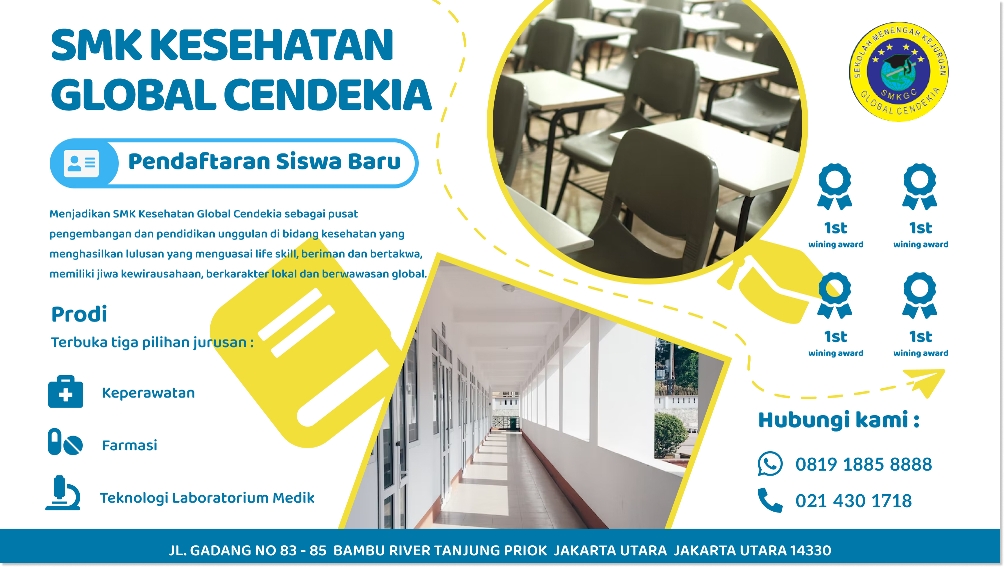 SMK KESEHATAN
GLOBAL CENDEKIA
Pendaftaran Siswa Baru
Menjadikan SMK Kesehatan Global Cendekia sebagai pusat
pengembangan dan pendidikan unggulan di bidang kesehatan yang
menghasilkan lulusan yang menguasai life skill, beriman dan bertakwa,
memiliki jiwa kewirausahaan, berkarakter lokal dan berwawasan global.
Prodi
Terbuka tiga pilihan jurusan :
Keperawatan
Farmasi
Teknologi Laboratorium Medik
SEKOLAH MENENGAH KEJURUAN
SMKGC
GLOBAL CENDEKIA
1st
wining award
1st
wining award
1st
wining award
1st
wining award
Hubungi kami :
0819 1885 8888
021 430 1718
JL. GADANG NO 83 - 85 BAMBU RIVER TANJUNG PRIOK JAKARTA UTARA JAKARTA UTARA 14330